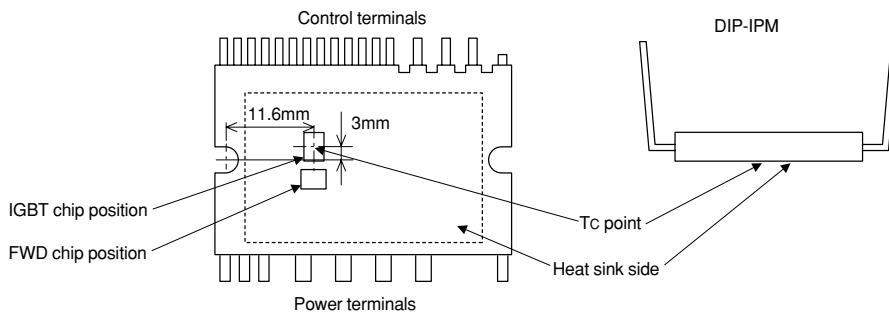 Control terminals
DIP-IPM
11.6mm
3mm
IGBT chip position
FWD chip position
TC point
Heat sink side
Power terminals